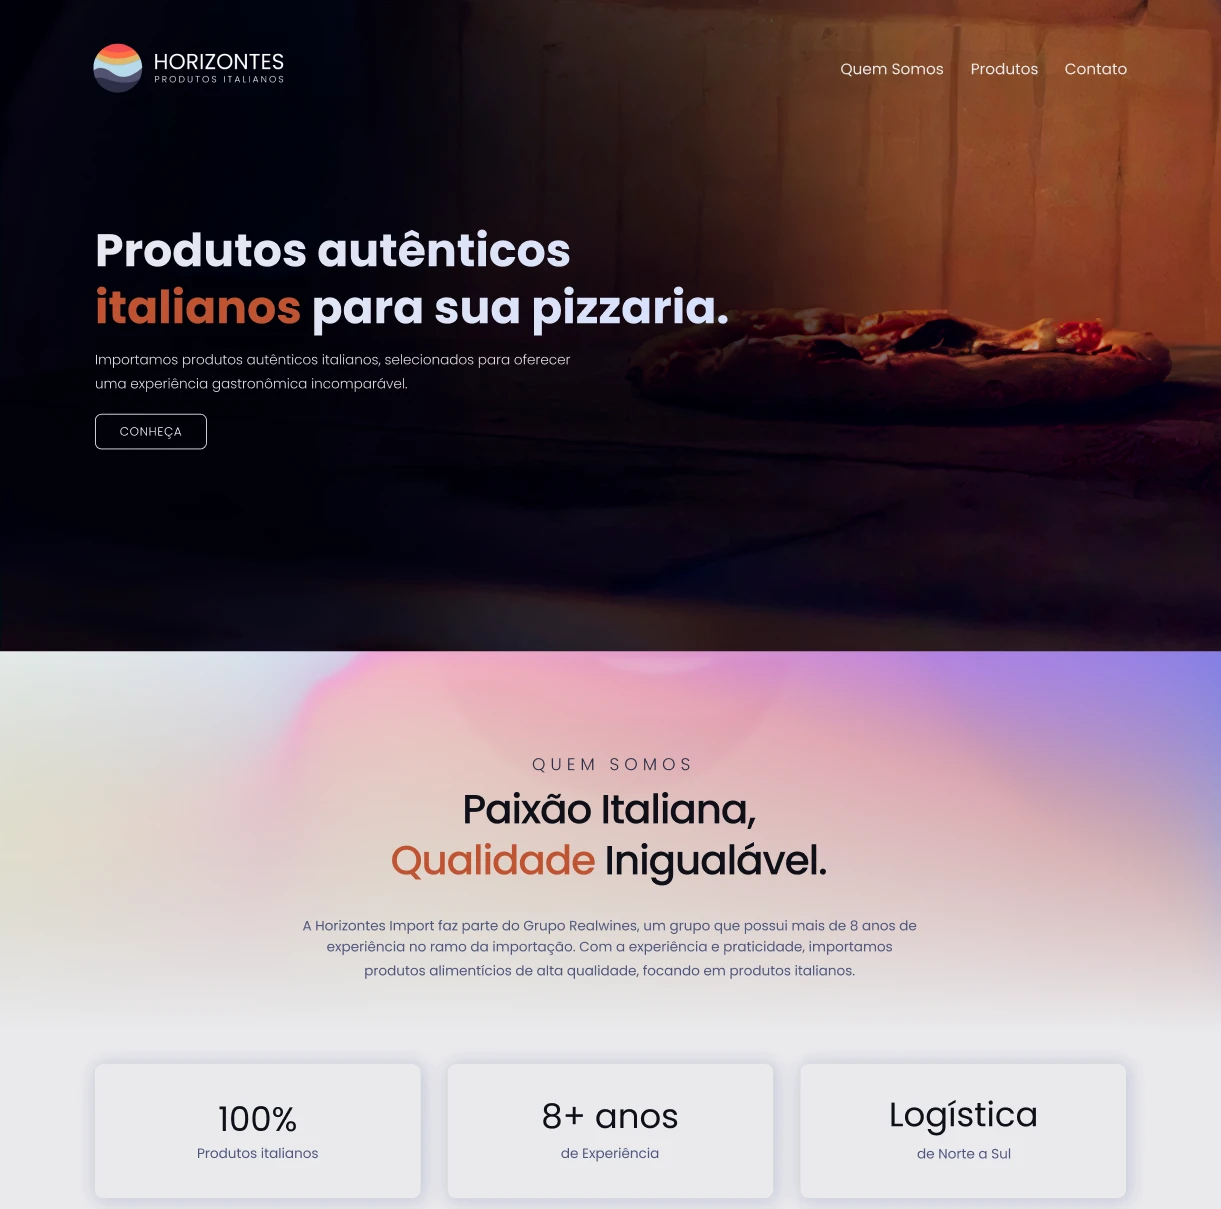 HORIZONTES
PRODUTOS ITALIANOS
Quem Somos
Produtos
Contato
Produtos autênticos
italianos para sua pizzaria.
Importamos produtos autênticos italianos, selecionados para oferecer
uma experiência gastronômica incomparável.
CONHEÇA
QUEM SOMOS
Paixão Italiana,
Qualidade Inigualável.
A Horizontes Import faz parte do Grupo Realwines, um grupo que possui mais de 8 anos de
experiência no ramo da importação. Com a experiência e praticidade, importamos
produtos alimentícios de alta qualidade, focando em produtos italianos.
100%
Produtos italianos
8+ anos
de Experiência
Logística
de Norte a Sul